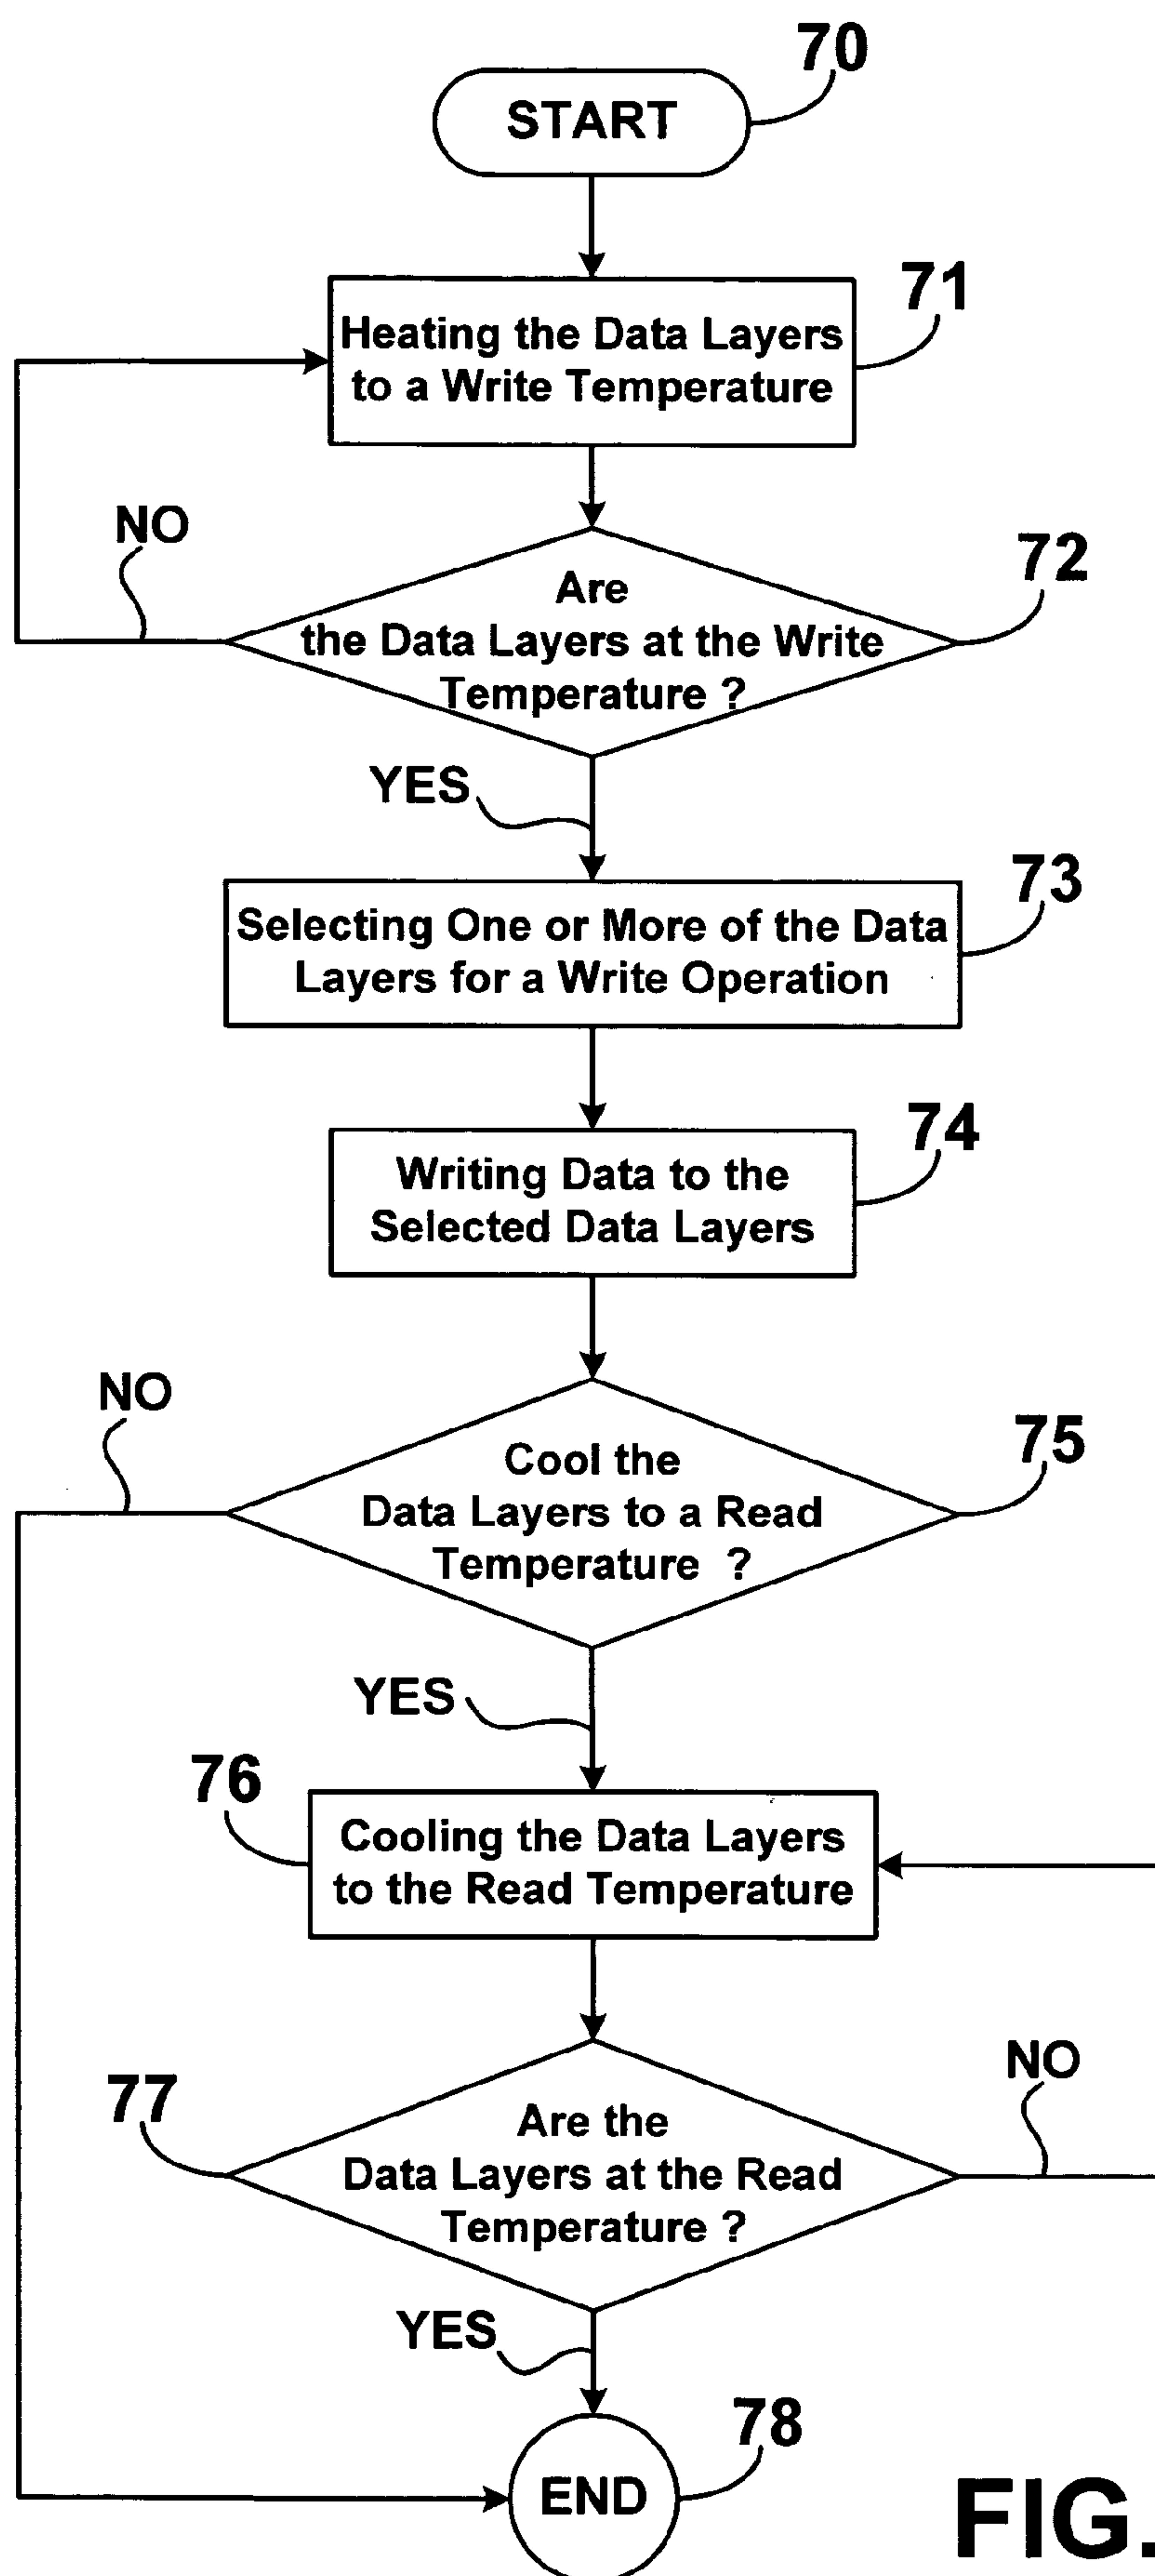 70
START
71
Heating the Data Layers
to a Write Temperature
NO
72
Are
the Data Layers at the Write
Temperature ?
YES
73
Selecting One or More of the Data
Layers for a Write Operation
74
Writing Data to the
Selected Data Layers
NO
75
Cool the
Data Layers to a Read
Temperature ?
YES
76
Cooling the Data Layers
to the Read Temperature
77
NO
Are the
Data Layers at the Read
Temperature ?
YES
78
END
FIG.